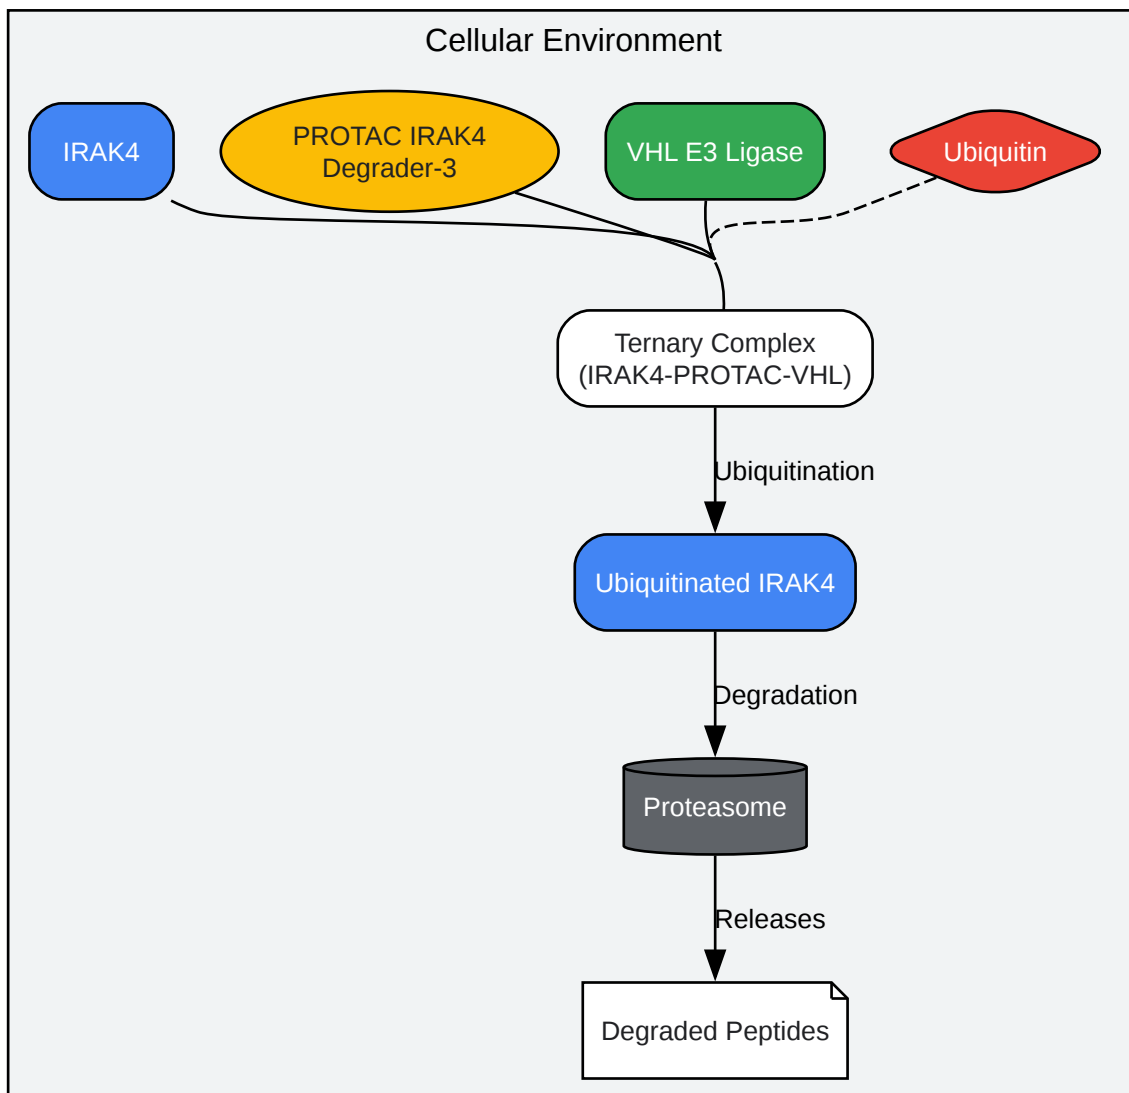 Cellular Environment
IRAK4
PROTAC IRAK4
Degrader-3
VHL E3 Ligase
Ubiquitin
Ternary Complex
(IRAK4-PROTAC-VHL)
Ubiquitination
Ubiquitinated IRAK4
Degradation
Proteasome
Releases
Degraded Peptides